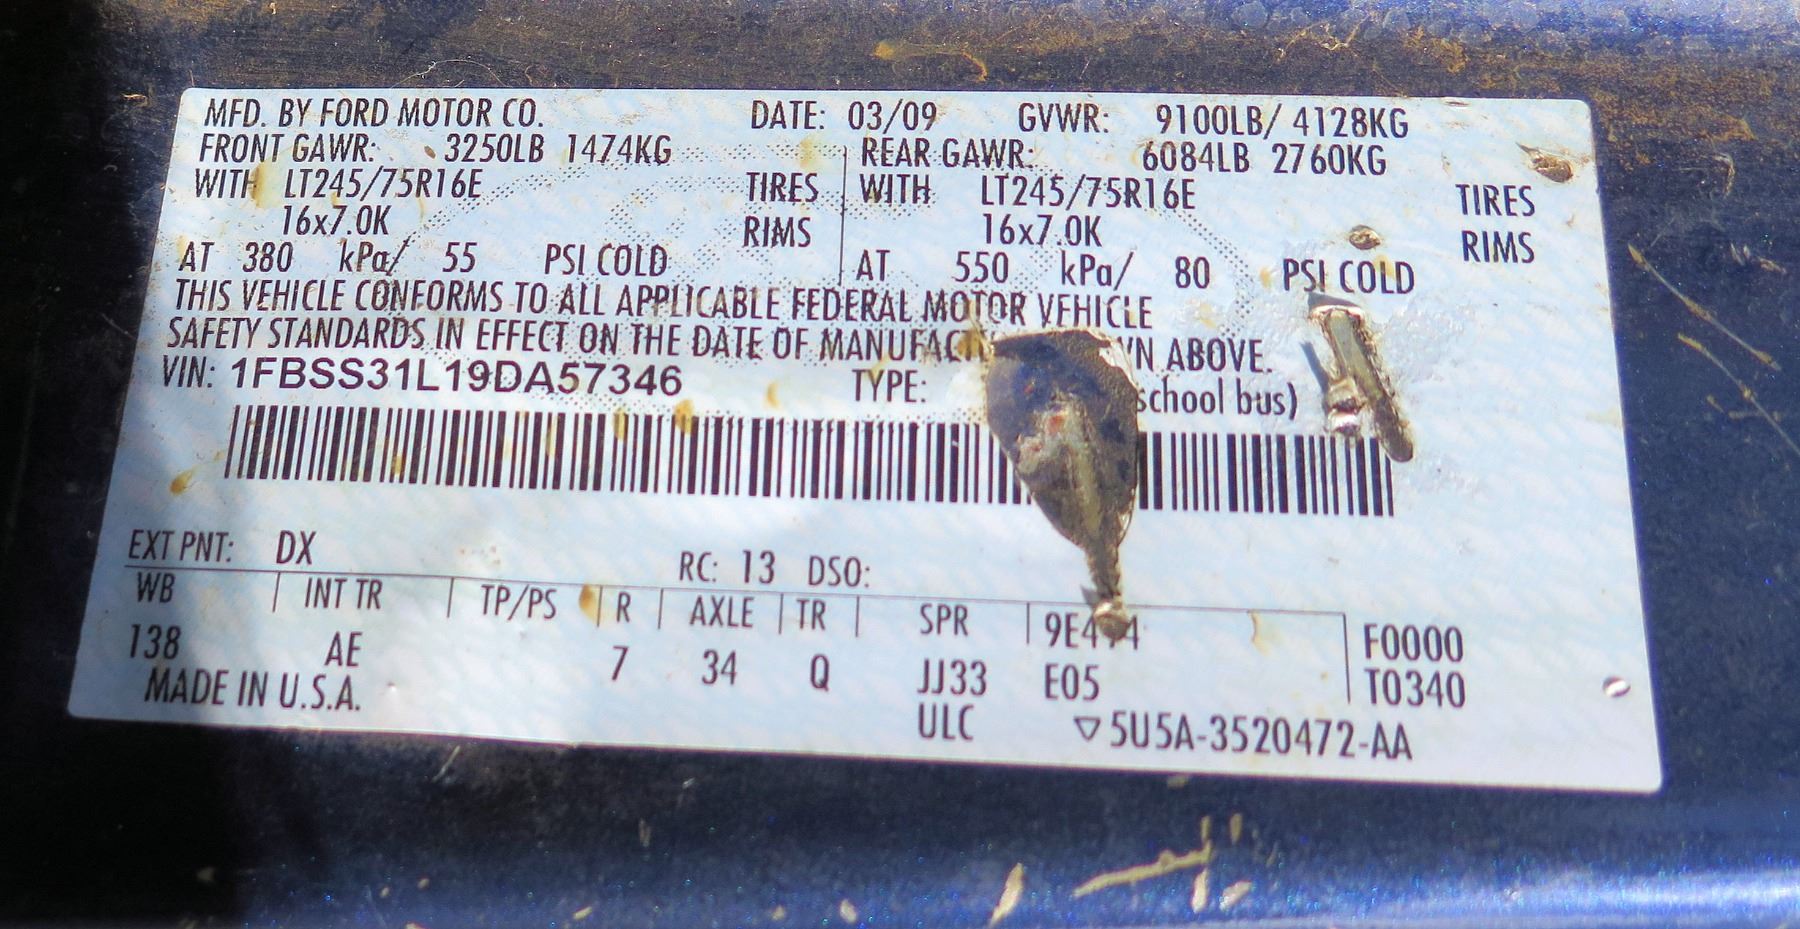 MFD. BY FORD MOTOR CO. DATE: 03/09 GVWR: 9100LB/ 4128KG
FRONT GAWR: 3250LB 1474KG REAR GAWR: 6084LB 2760KG
WITH LT245/75R16E TIRES WITH LT245/75R16E TIRES
16x7.0K RIMS 16x7.0K RIMS
AT 380 kPa/ 55 PSI COLD AT 550 kPa/ 80 PSI COLD
THIS VEHICLE CONFORMS TO ALL APPLICABLE FEDERAL MOTOR VEHICLE
SAFETY STANDARDS IN EFFECT ON THE DATE OF ABOVE.
VIN: 1FBSS31L19DA57346 TYPE: school bus)
EXT PNT: DX RC: 13 DSO:
WB INT TR TP/PS R AXLE TR SPR F0000
138 AE 7 34 Q JJ33 E05 T0340
MADE IN U.S.A. ULC ▽5U5A-3520472-AA